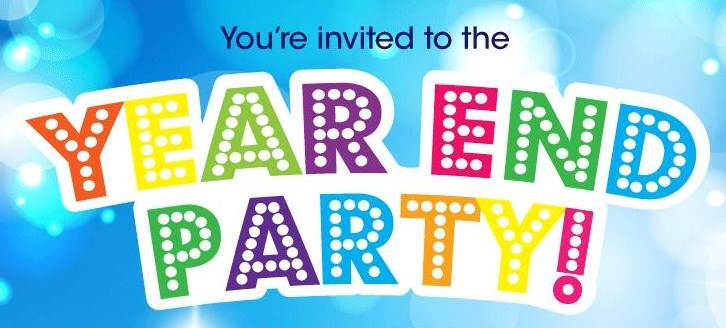 You're invited to the
YEAR END
PARTY!